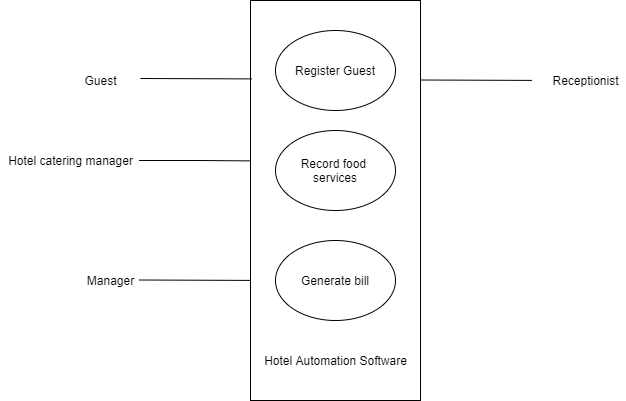 Register Guest
Guest
Receptionist
Hotel catering manager
Record food
services
Manager
Generate bill
Hotel Automation Software